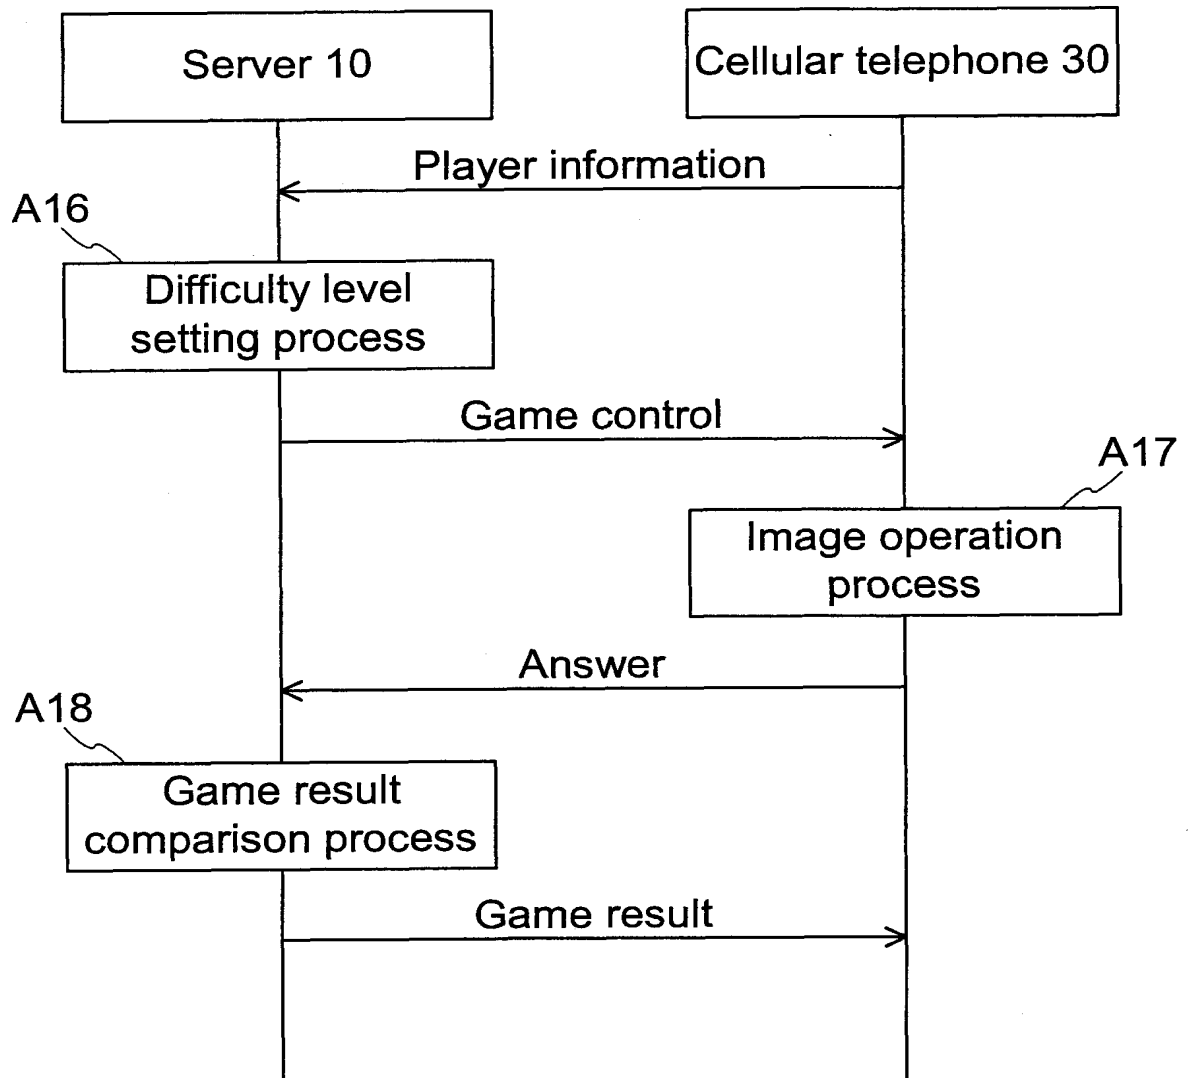 Server 10
Cellular telephone 30
Player information
A16
Difficulty level
setting process
Game control
A17
Image operation
process
Answer
A18
Game result
comparison process
Game result